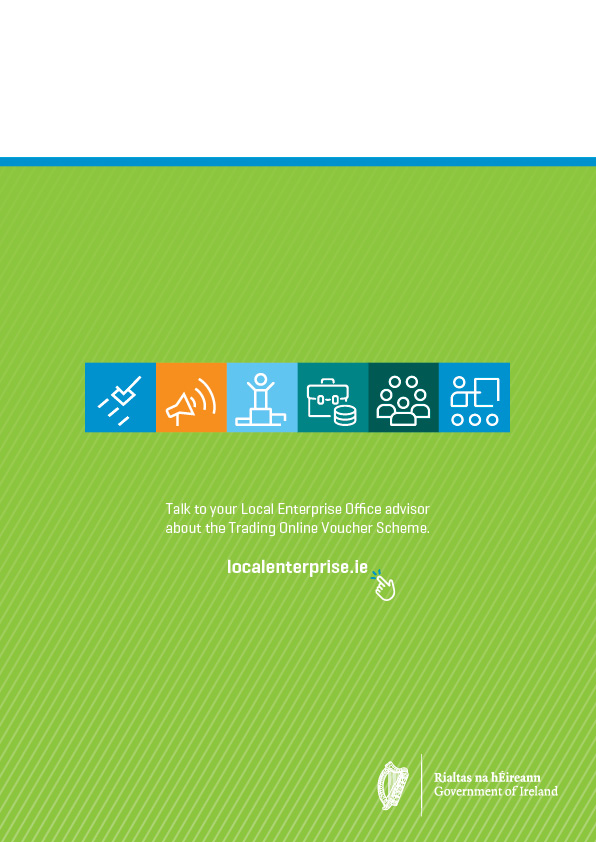 Talk to your Local Enterprise Office advisor
about the Trading Online Voucher Scheme.
localenterprise.ie
Rialtas na hÉireann
Government of Ireland